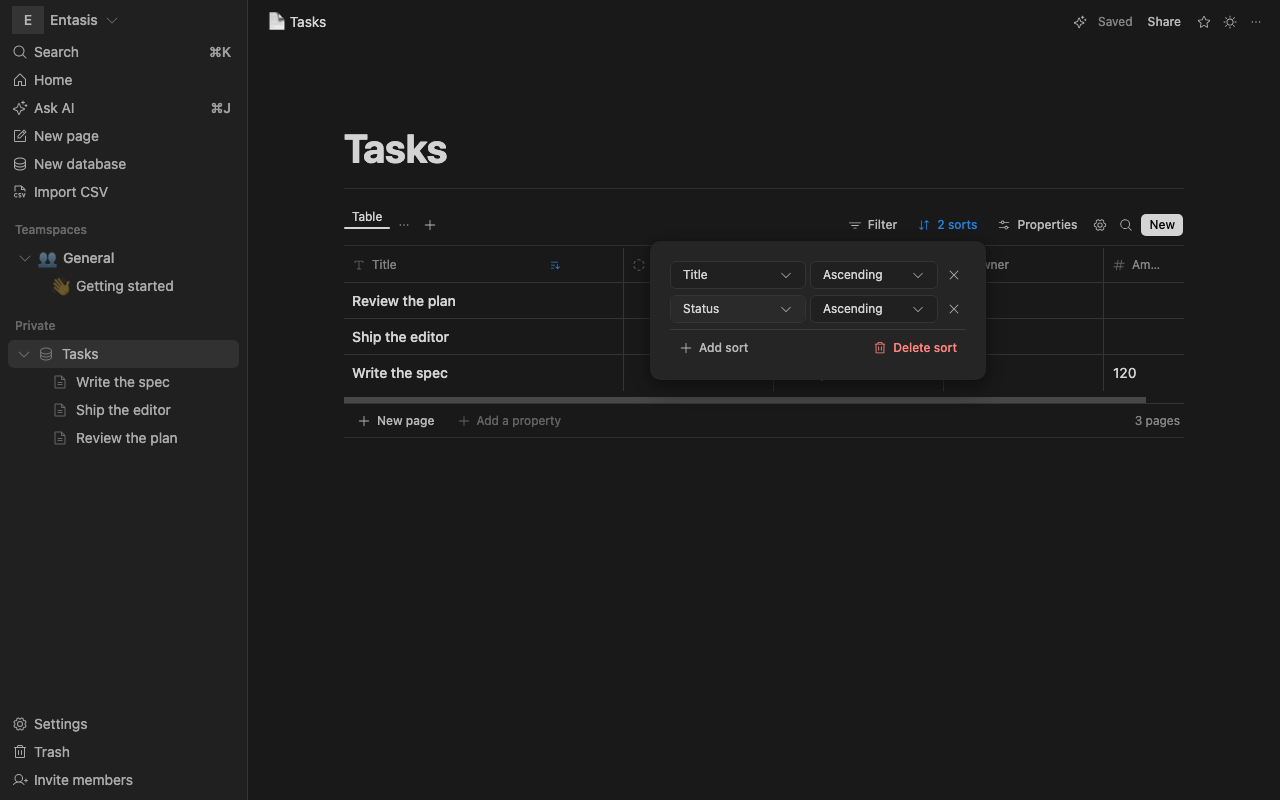 E Entasis
Search ⌘K
Home
Ask AI ⌘J
New page
New database
Import CSV
Teamspaces
General
Getting started
Private
Tasks
Write the spec
Ship the editor
Review the plan
Settings
Trash
Invite members
Tasks
Saved Share
Tasks
Table
Filter 2 sorts Properties New
Title
# Am...
Title Ascending
Status Ascending
Add sort Delete sort
Review the plan
Ship the editor
Write the spec 120
New page Add a property 3 pages